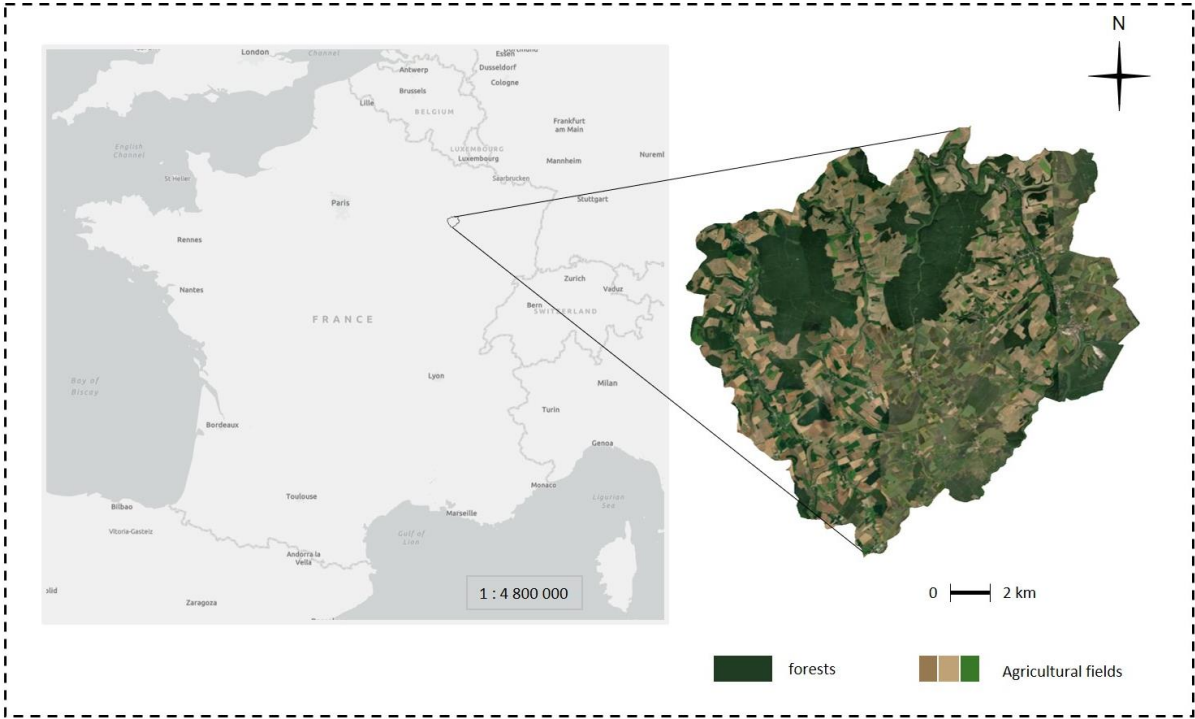 N
London
Channel
Essen
Antwerp
Dusseldorf
Cologne
Brussels
Lille
BELGIUM
Frankfurt
am Main
English
Channel
LUXEMBOURG
Luxembourg
Mannheim
Nureml
St Helier
Saarbrucken
Paris
Stuttgart
Rennes
Zurich
Nantes
Vaduz
Bern
SWITZERLAND
FRANCE
Lyon
Bay of
Biscay
Milan
Turin
Bordeaux
Genoa
Monaco
Toulouse
Ligurian
Sea
Bilbao
Marseille
Vitoria-Gasteiz
Gulf of
Lion
Andorra la
Vella
olid
Zaragoza
1 : 4 800 000
0 2 km
forests
Agricultural fields